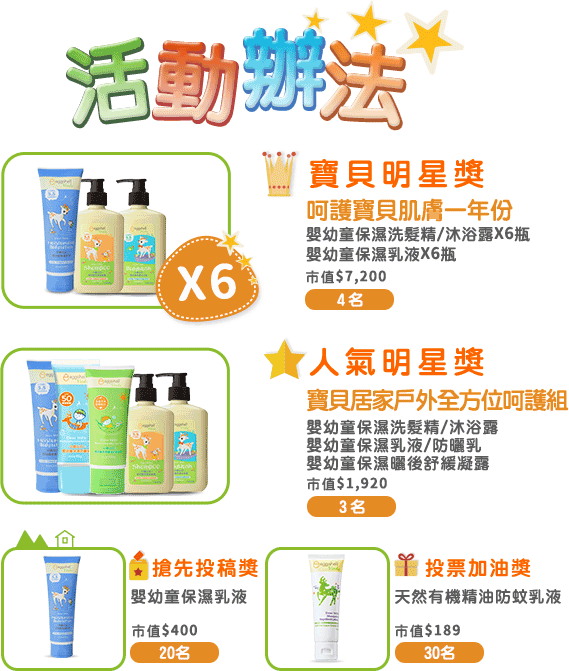 活動辦法
寶貝明星獎
呵護寶貝肌膚一年份
嬰幼童保濕洗髮精/沐浴露X6瓶
嬰幼童保濕乳液X6瓶
市值$7,200
4名
X6
人氣明星獎
寶貝居家戶外全方位呵護組
嬰幼童保濕洗髮精/沐浴露
嬰幼童保濕乳液/防曬乳
嬰幼童保濕曬後舒緩凝露
市值$1,920
3名
50
搶先投稿獎
嬰幼童保濕乳液
市值$400
20名
投票加油獎
天然有機精油防蚊乳液
市值$189
30名